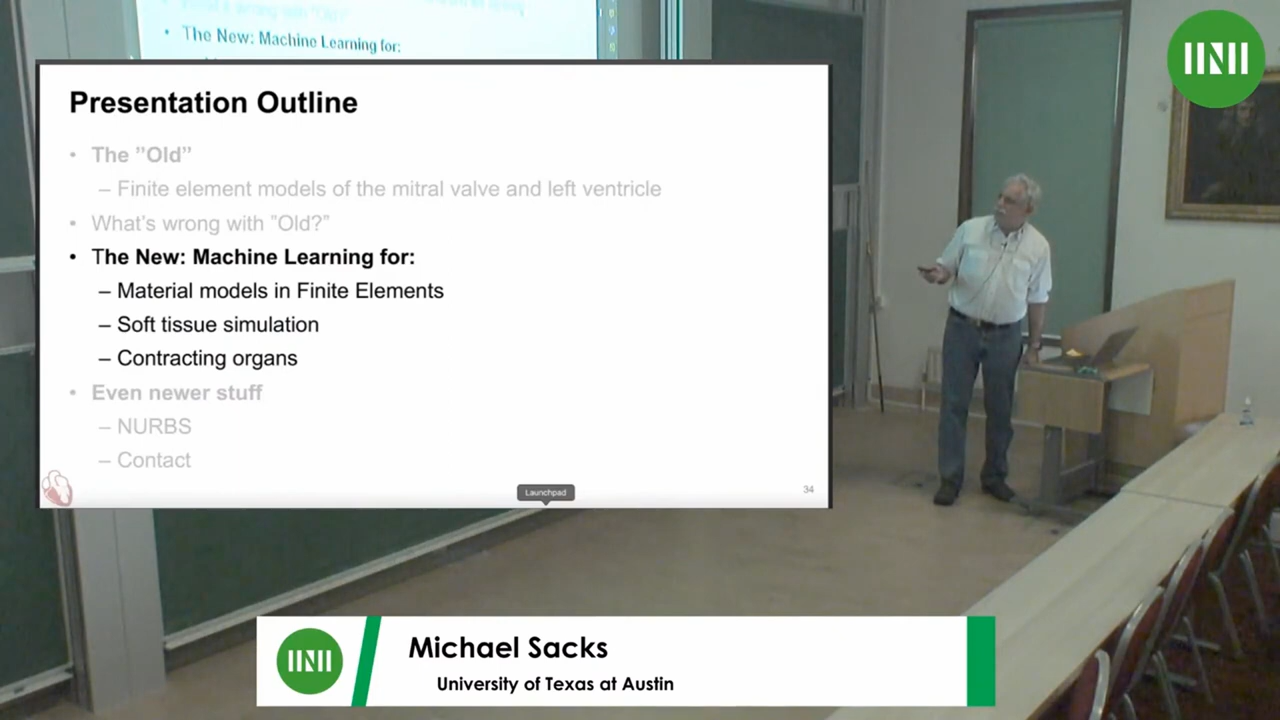 The New: Machine Learning for:
Presentation Outline
• The ”Old”
– Finite element models of the mitral valve and left ventricle
• What's wrong with ”Old?”
• The New: Machine Learning for:
– Material models in Finite Elements
– Soft tissue simulation
– Contracting organs
• Even newer stuff
– NURBS
– Contact
Launchpad
34
Michael Sacks
University of Texas at Austin